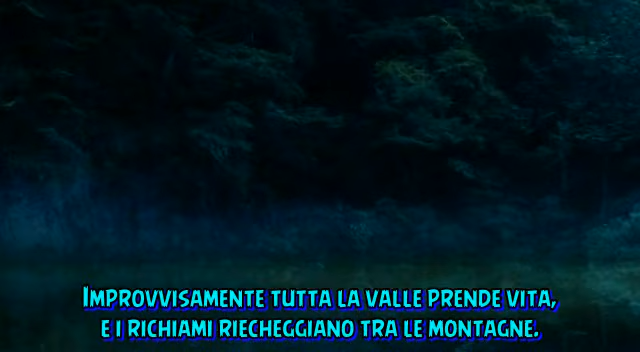 Improvvisamente tutta la valle prende vita,
e i richiami riecheggiano tra le montagne.